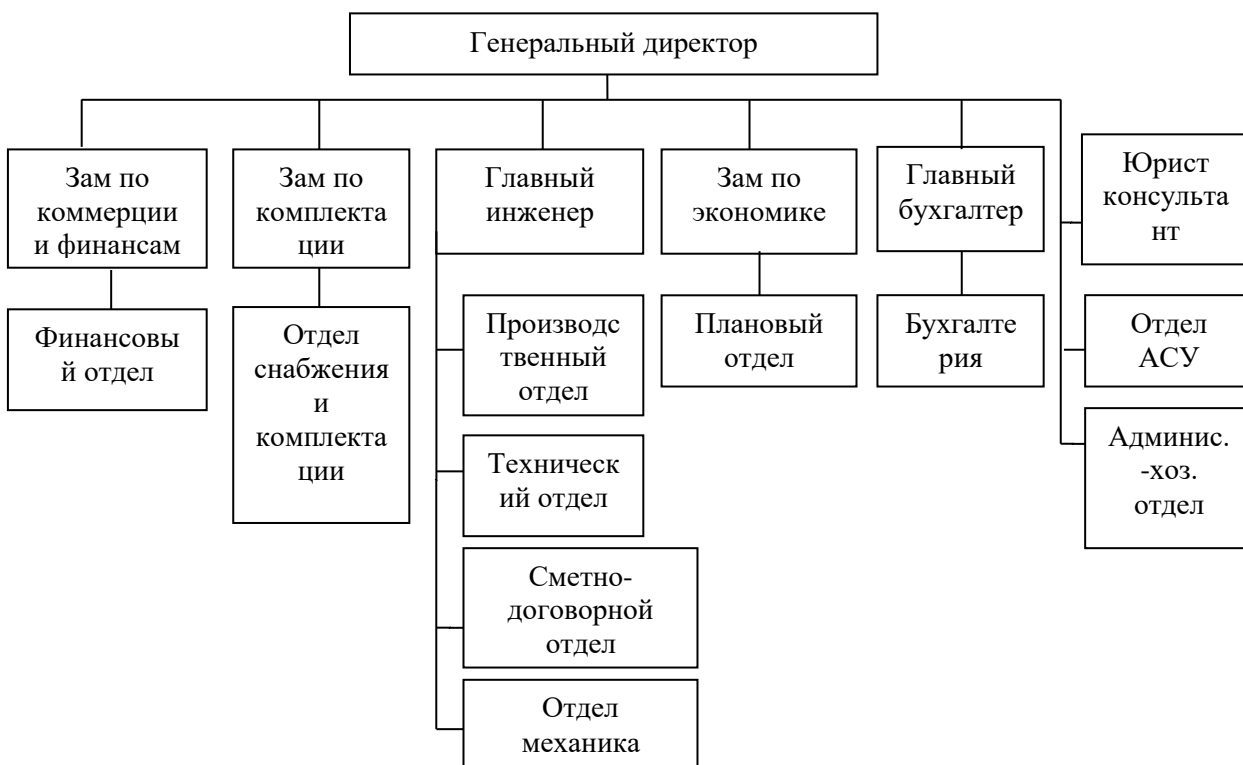 Генеральный директор
Зам по
коммерции
и финансам
Зам по
комплекта
ции
Главный
инженер
Зам по
экономике
Главный
бухгалтер
Юрист
консульта
нт
Финансовы
й отдел
Отдел
снабжения
и
комплекта
ции
Производс
твенный
отдел
Плановый
отдел
Бухгалте
рия
Отдел
АСУ
Техническ
ий отдел
Админис.
-хоз.
отдел
Сметно-
договорной
отдел
Отдел
механика